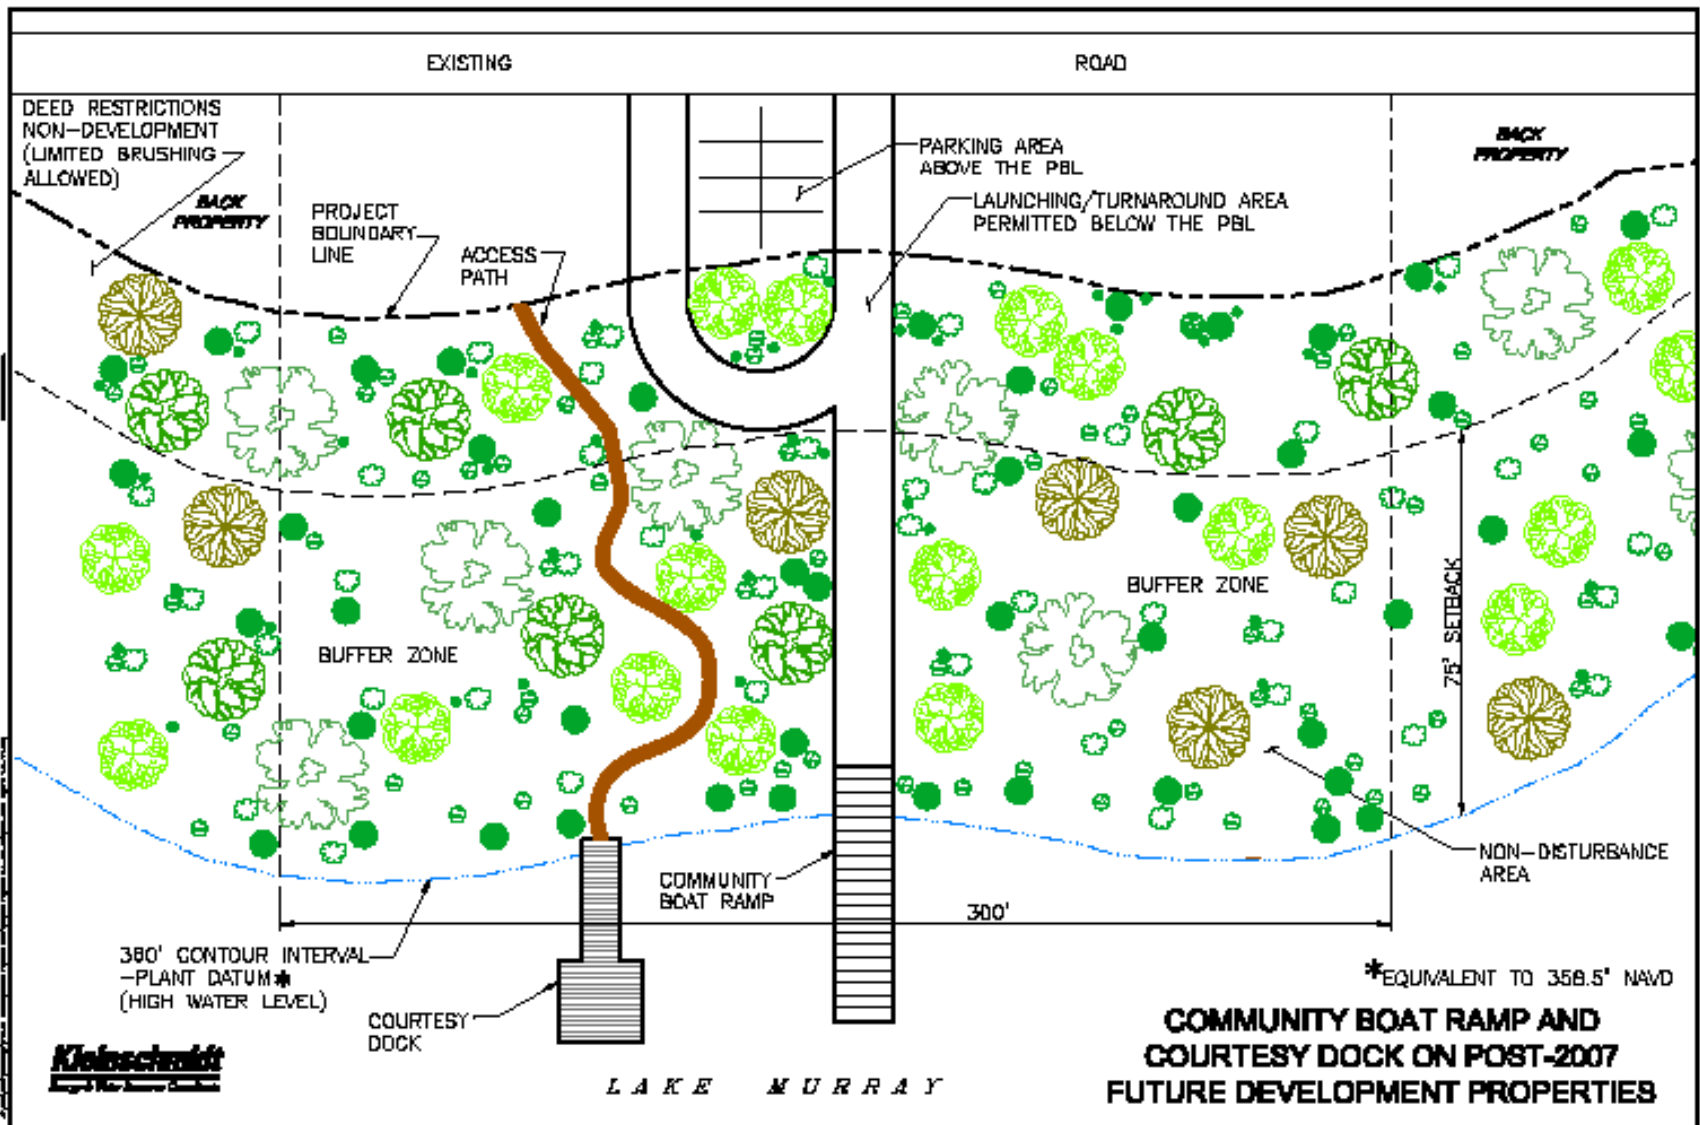 EXISTING
ROAD
DEED RESTRICTIONS
NON-DEVELOPMENT
(LIMITED BRUSHING
ALLOWED)
BACK
PROPERTY
PROJECT
BOUNDARY
LINE
ACCESS
PATH
PARKING AREA
ABOVE THE PBL
LAUNCHING/TURNAROUND AREA
PERMITTED BELOW THE PBL
BACK
PROPERTY
BUFFER ZONE
BUFFER ZONE
75' SETBACK
NON-DISTURBANCE
AREA
COMMUNITY
BOAT RAMP
300'
360' CONTOUR INTERVAL
-PLANT DATUM*
(HIGH WATER LEVEL)
COURTESY
DOCK
*EQUIVALENT TO 358.5' NAVD
COMMUNITY BOAT RAMP AND
COURTESY DOCK ON POST-2007
FUTURE DEVELOPMENT PROPERTIES
Kleinschmidt
LAKE MURRAY